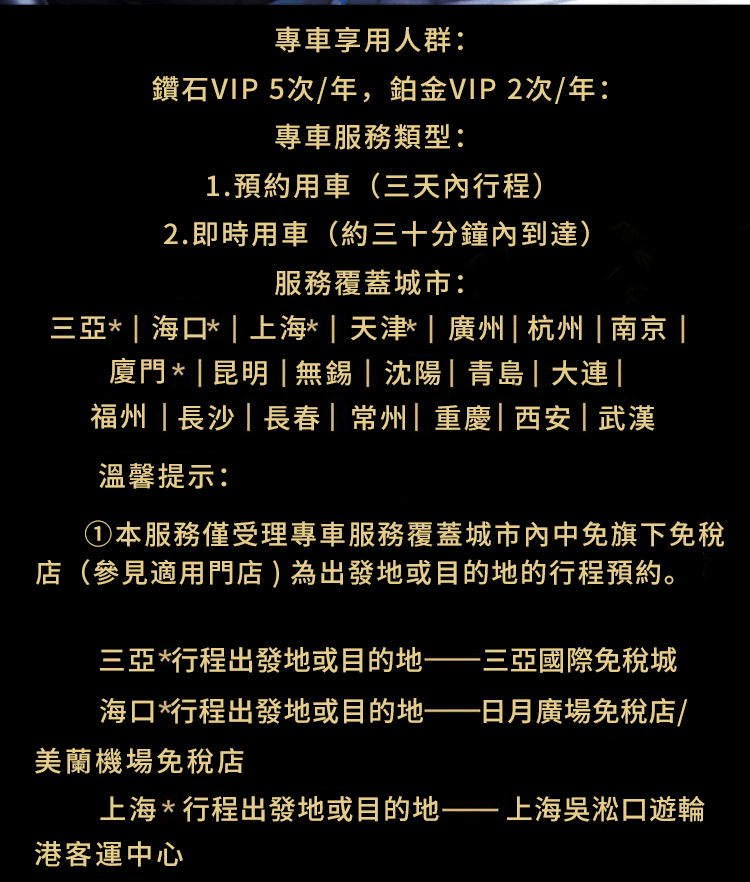 專車享用人群：
鑽石VIP 5次/年，鉑金VIP 2次/年：
專車服務類型：
1.預約用車（三天內行程）
2.即時用車（約三十分鐘內到達）
服務覆蓋城市：
三亞*｜海口*｜上海*｜天津*｜廣州｜杭州｜南京｜
廈門*｜昆明｜無錫｜沈陽｜青島｜大連｜
福州｜長沙｜長春｜常州｜重慶｜西安｜武漢
溫馨提示：
①本服務僅受理專車服務覆蓋城市內中免旗下免稅
店（參見適用門店）為出發地或目的地的行程預約。
三亞*行程出發地或目的地——三亞國際免稅城
海口*行程出發地或目的地——日月廣場免稅店/
美蘭機場免稅店
上海*行程出發地或目的地——上海吳淞口遊輪
港客運中心